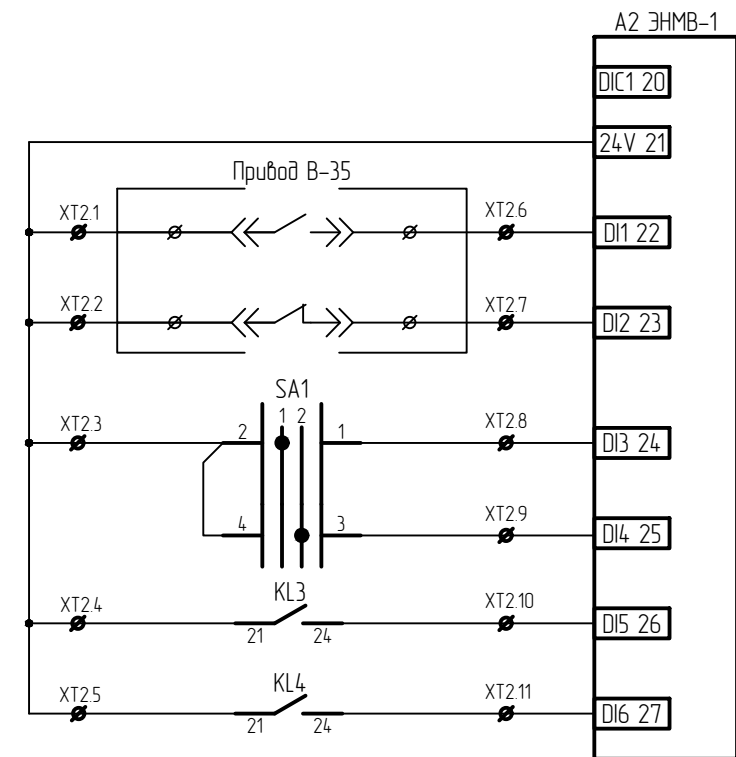 А2 ЭНМВ-1
DIC1 20
24V 21
Привод В-35
XT2.1
XT2.6
DI1 22
XT2.2
XT2.7
DI2 23
SA1
1 2
XT2.3
2
1
XT2.8
DI3 24
4
3
XT2.9
DI4 25
KL3
XT2.4
21
24
XT2.10
DI5 26
KL4
XT2.5
21
24
XT2.11
DI6 27